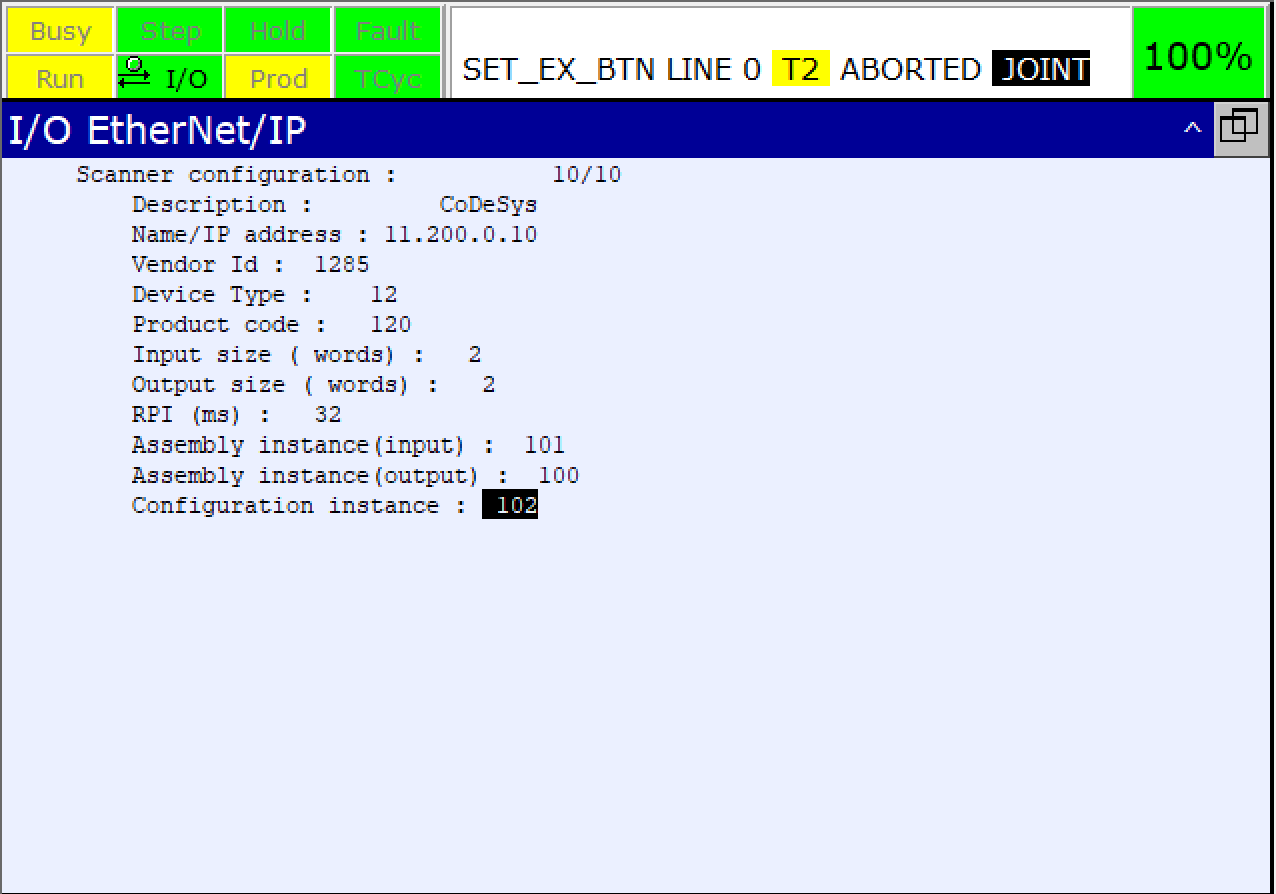 Busy Step Hold Fault
Run I/O Prod TCyc
SET_EX_BTN LINE 0 T2 ABORTED JOINT
100%
I/O EtherNet/IP
Scanner configuration : 10/10
Description : CoDeSys
Name/IP address : 11.200.0.10
Vendor Id : 1285
Device Type : 12
Product code : 120
Input size ( words) : 2
Output size ( words) : 2
RPI (ms) : 32
Assembly instance(input) : 101
Assembly instance(output) : 100
Configuration instance : 102